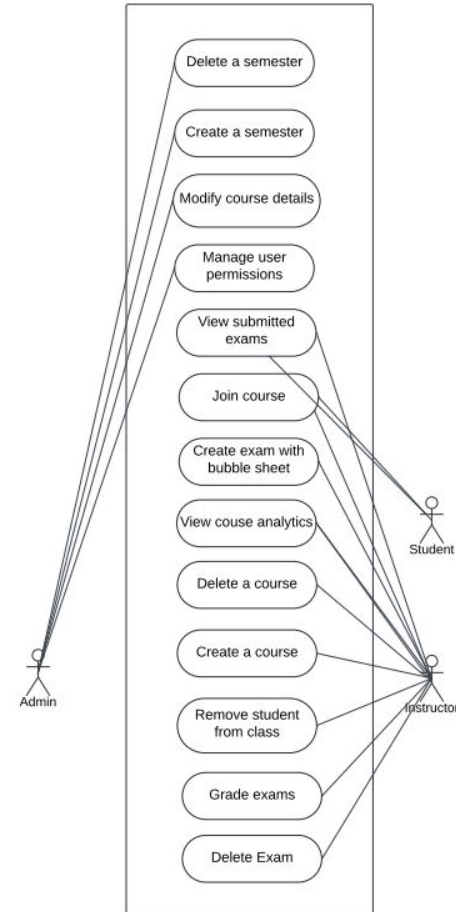 Delete a semester
Create a semester
Modify course details
Manage user
permissions
View submitted
exams
Join course
Create exam with
bubble sheet
View couse analytics
Student
Delete a course
Create a course
Admin
Instructor
Remove student
from class
Grade exams
Delete Exam